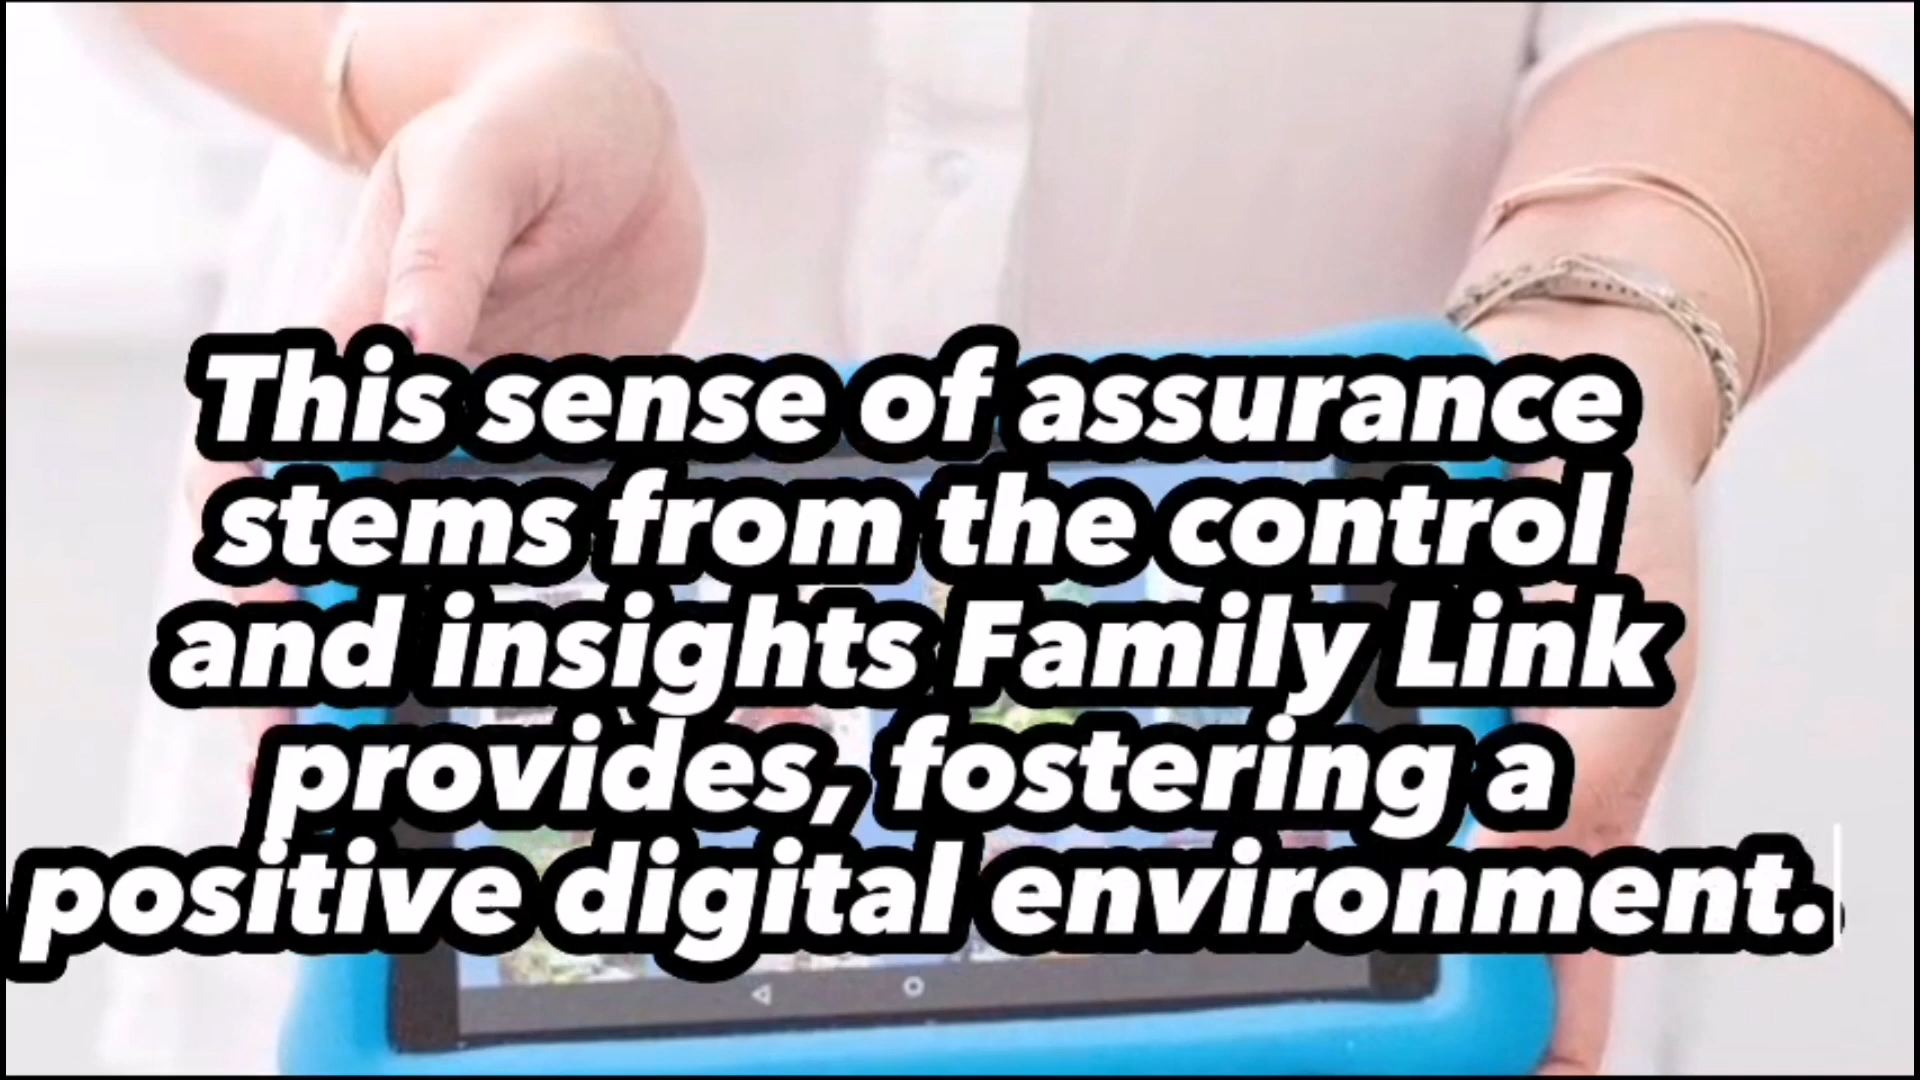 This sense of assurance
stems from the control
and insights Family Link
provides, fostering a
positive digital environment.